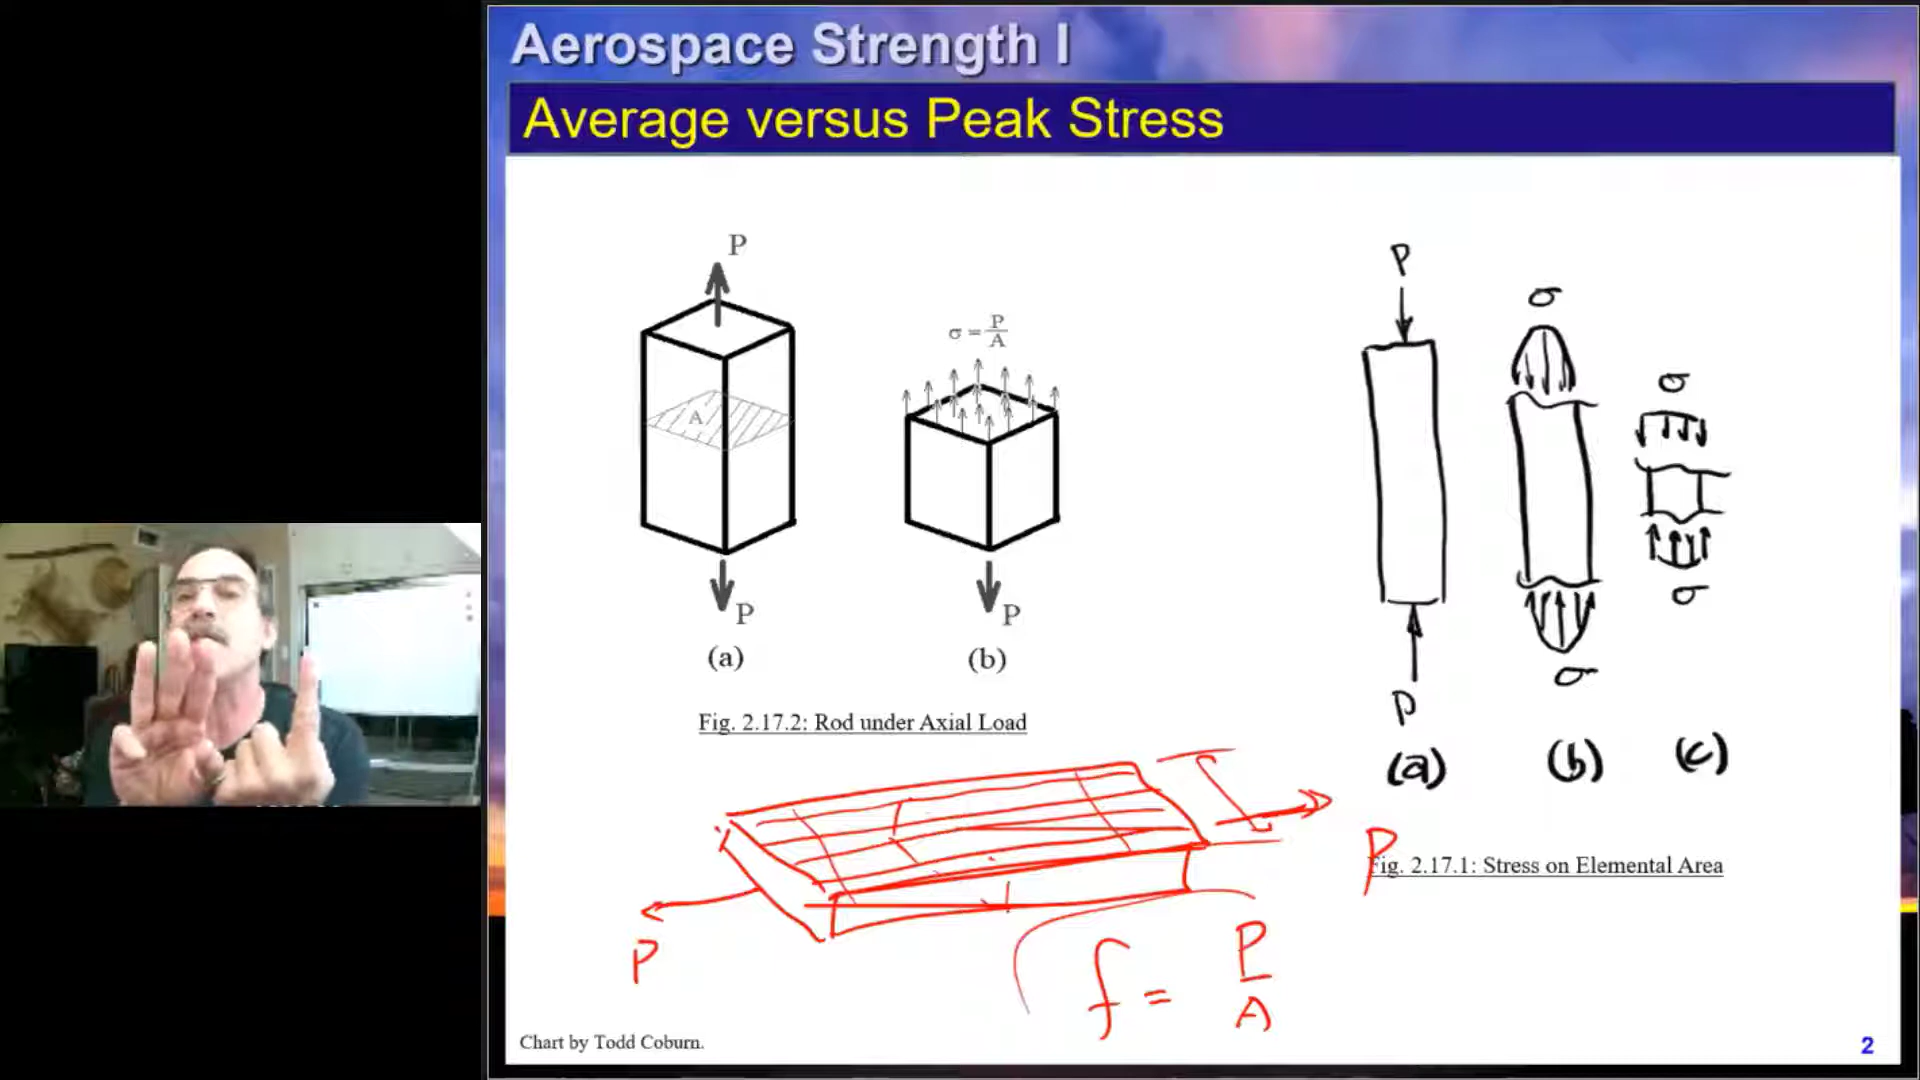 Aerospace Strength I
Average versus Peak Stress
P
σ = P/A
A
P
P
(a)
(b)
Fig. 2.17.2: Rod under Axial Load
P
σ
σ
σ
σ
P
(a)
(b)
(c)
Fig. 2.17.1: Stress on Elemental Area
P
P
f = P/A
Chart by Todd Coburn.
2